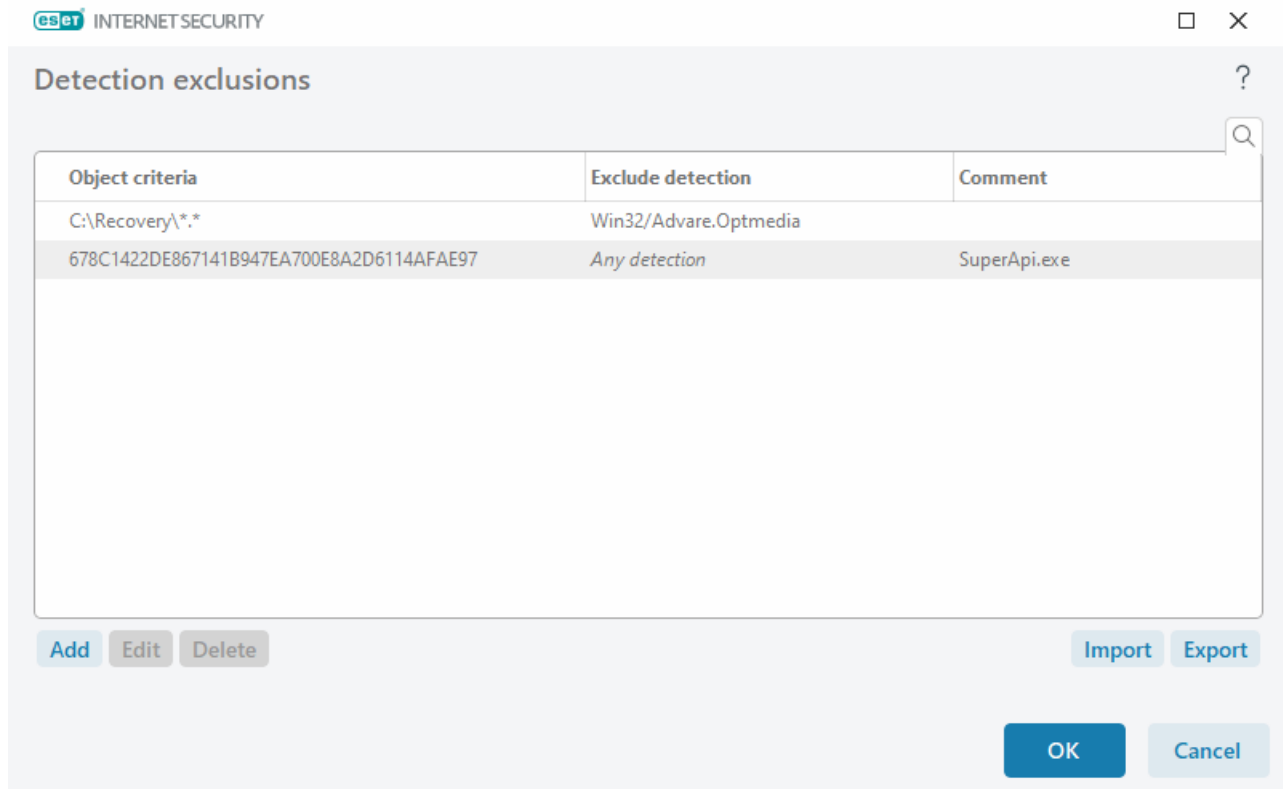 eset INTERNET SECURITY
Detection exclusions
?
Object criteria Exclude detection Comment
C:\Recovery\*.* Win32/Advare.Optmedia
678C1422DE867141B947EA700E8A2D6114AFAE97 Any detection SuperApi.exe
Add Edit Delete Import Export
OK Cancel